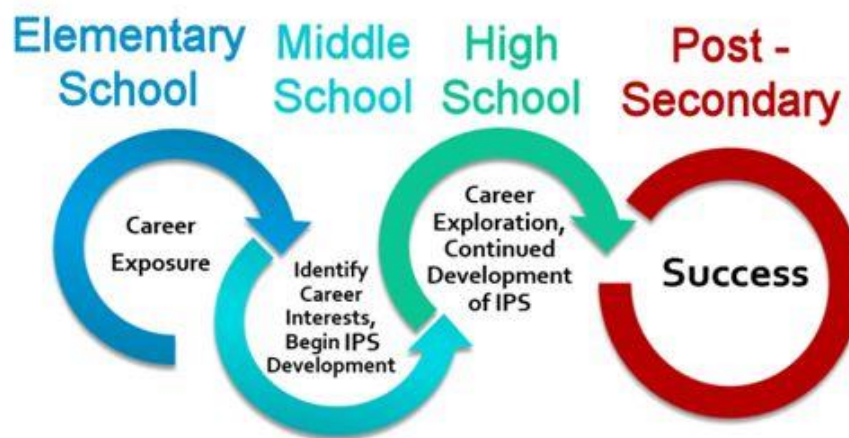 Elementary
School
Middle
School
High
School
Post -
Secondary
Career
Exposure
Identify
Career
Interests,
Begin IPS
Development
Career
Exploration,
Continued
Development
of IPS
Success